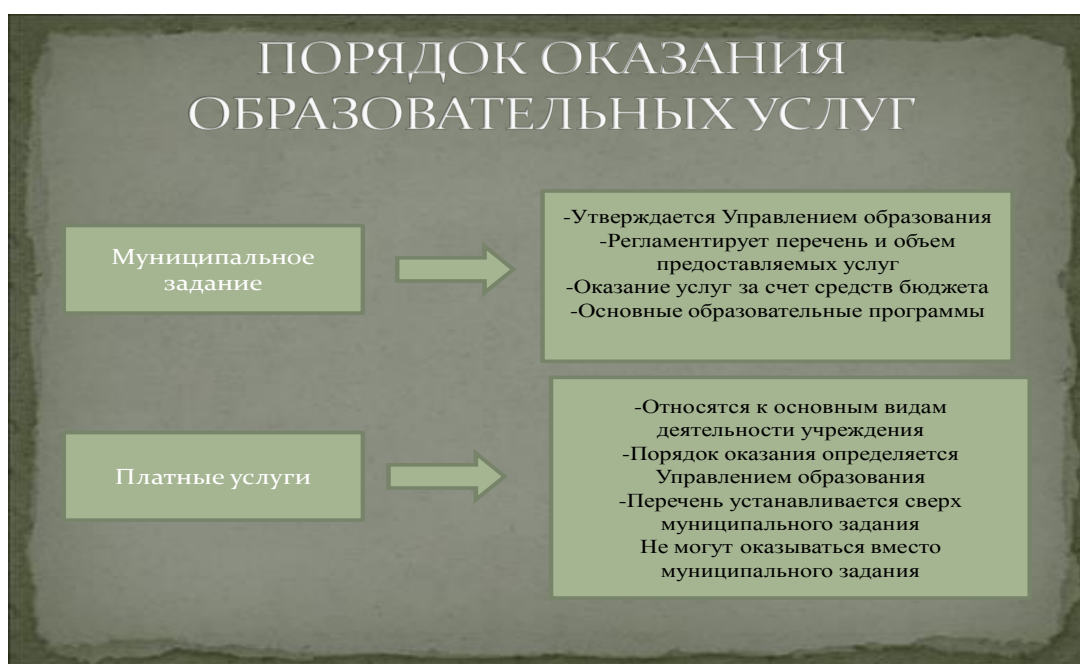 ПОРЯДОК ОКАЗАНИЯ
ОБРАЗОВАТЕЛЬНЫХ УСЛУГ
Муниципальное
задание
-Утверждается Управлением образования
-Регламентирует перечень и объем
предоставляемых услуг
-Оказание услуг за счет средств бюджета
-Основные образовательные программы
Платные услуги
-Относятся к основным видам
деятельности учреждения
-Порядок оказания определяется
Управлением образования
-Перечень устанавливается сверх
муниципального задания
Не могут оказываться вместо
муниципального задания